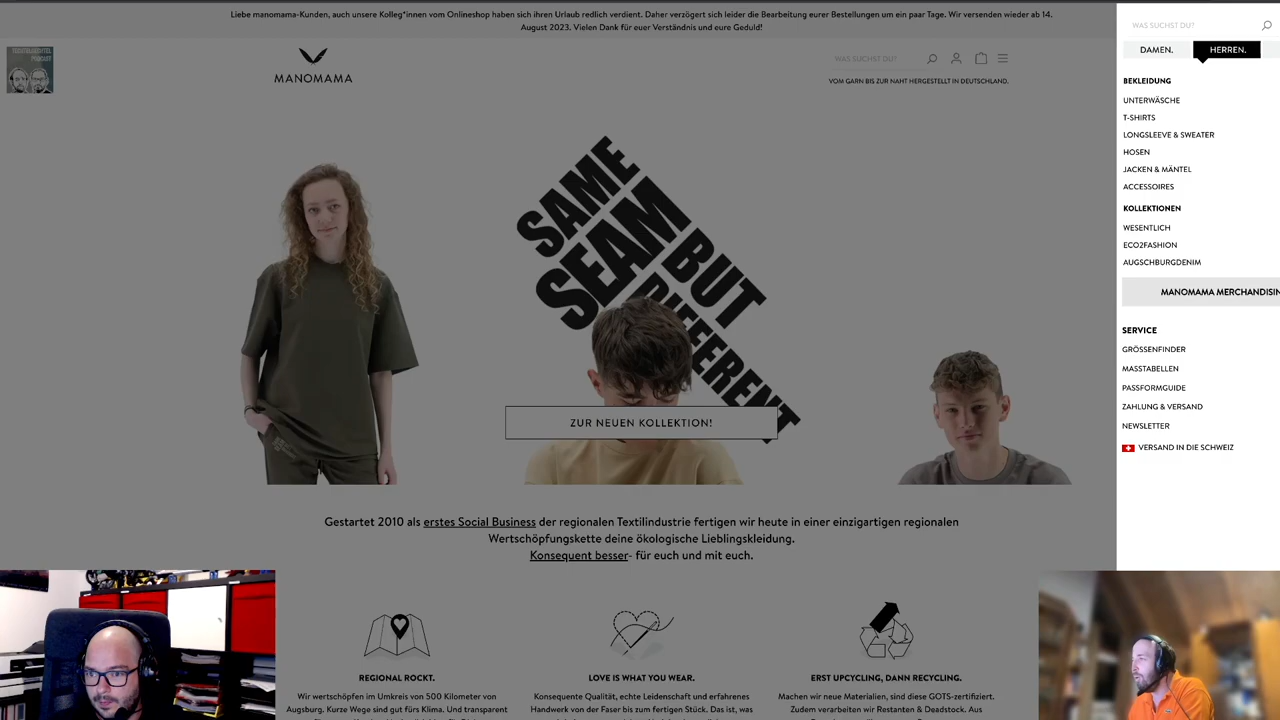 Liebe manomama-Kunden, auch unsere Kolleg*innen vom Onlineshop haben sich ihren Urlaub redlich verdient. Daher verzögert sich leider die Bearbeitung eurer Bestellungen um ein paar Tage. Wir versenden wieder ab 14.
August 2023. Vielen Dank für euer Verständnis und eure Geduld!
PODCAST
MANOMAMA
WAS SUCHST DU?
VOM GARN BIS ZUR NAHT HERGESTELLT IN DEUTSCHLAND.
SAME
SEAM BUT
DIFFERENT
ZUR NEUEN KOLLEKTION!
Gestartet 2010 als erstes Social Business der regionalen Textilindustrie fertigen wir heute in einer einzigartigen regionalen
Wertschöpfungskette deine ökologische Lieblingskleidung.
Konsequent besser- für euch und mit euch.
REGIONAL ROCKT.
Wir wertschöpfen im Umkreis von 500 Kilometer von
Augsburg. Kurze Wege sind gut fürs Klima. Und transparent
LOVE IS WHAT YOU WEAR.
Konsequente Qualität, echte Leidenschaft und erfahrenes
Handwerk von der Faser bis zum fertigen Stück. Das ist, was
ERST UPCYCLING, DANN RECYCLING.
Machen wir neue Materialien, sind diese GOTS-zertifiziert.
Zudem verarbeiten wir Restanten & Deadstock. Aus
WAS SUCHST DU?
DAMEN.
HERREN.
BEKLEIDUNG
UNTERWÄSCHE
T-SHIRTS
LONGSLEEVE & SWEATER
HOSEN
JACKEN & MÄNTEL
ACCESSOIRES
KOLLEKTIONEN
WESENTLICH
ECO2FASHION
AUGSCHBURGDENIM
MANOMAMA MERCHANDISIN
SERVICE
GRÖSSENFINDER
MASSTABELLEN
PASSFORMGUIDE
ZAHLUNG & VERSAND
NEWSLETTER
VERSAND IN DIE SCHWEIZ